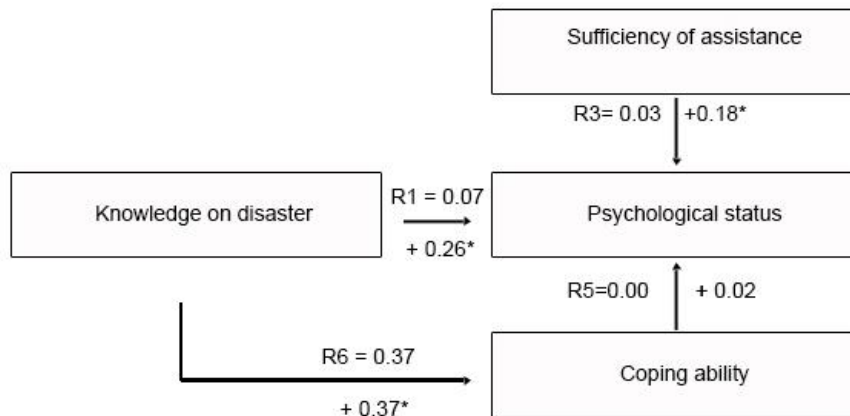 Sufficiency of assistance
R3= 0.03 +0.18*
Knowledge on disaster
R1 = 0.07
+ 0.26*
Psychological status
R5=0.00 + 0.02
R6 = 0.37
+ 0.37*
Coping ability